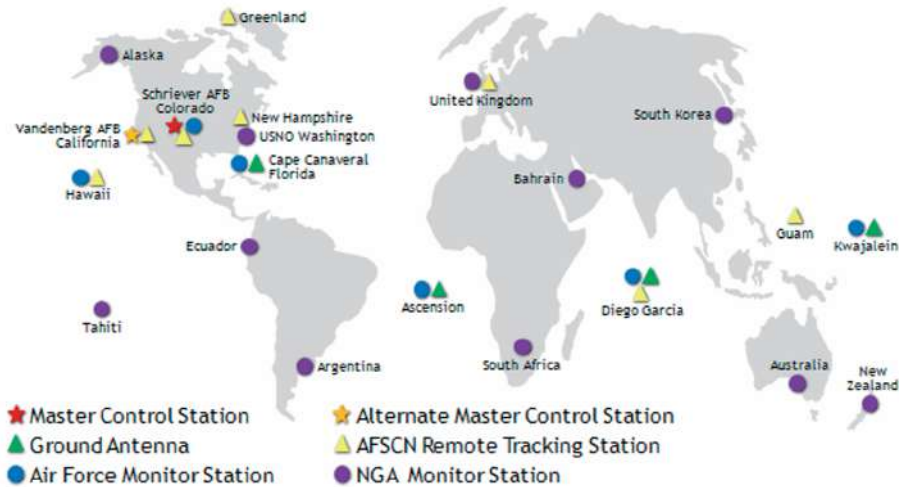 Greenland
Alaska
Schriever AFB
Colorado
New Hampshire
Vandenberg AFB
California
USNO Washington
Cape Canaveral
Florida
Hawaii
United Kingdom
South Korea
Bahrain
Guam
Kwajalein
Ecuador
Ascension
Diego Garcia
Tahiti
Argentina
South Africa
Australia
New
Zealand
Master Control Station
Alternate Master Control Station
Ground Antenna
AFSCN Remote Tracking Station
Air Force Monitor Station
NGA Monitor Station